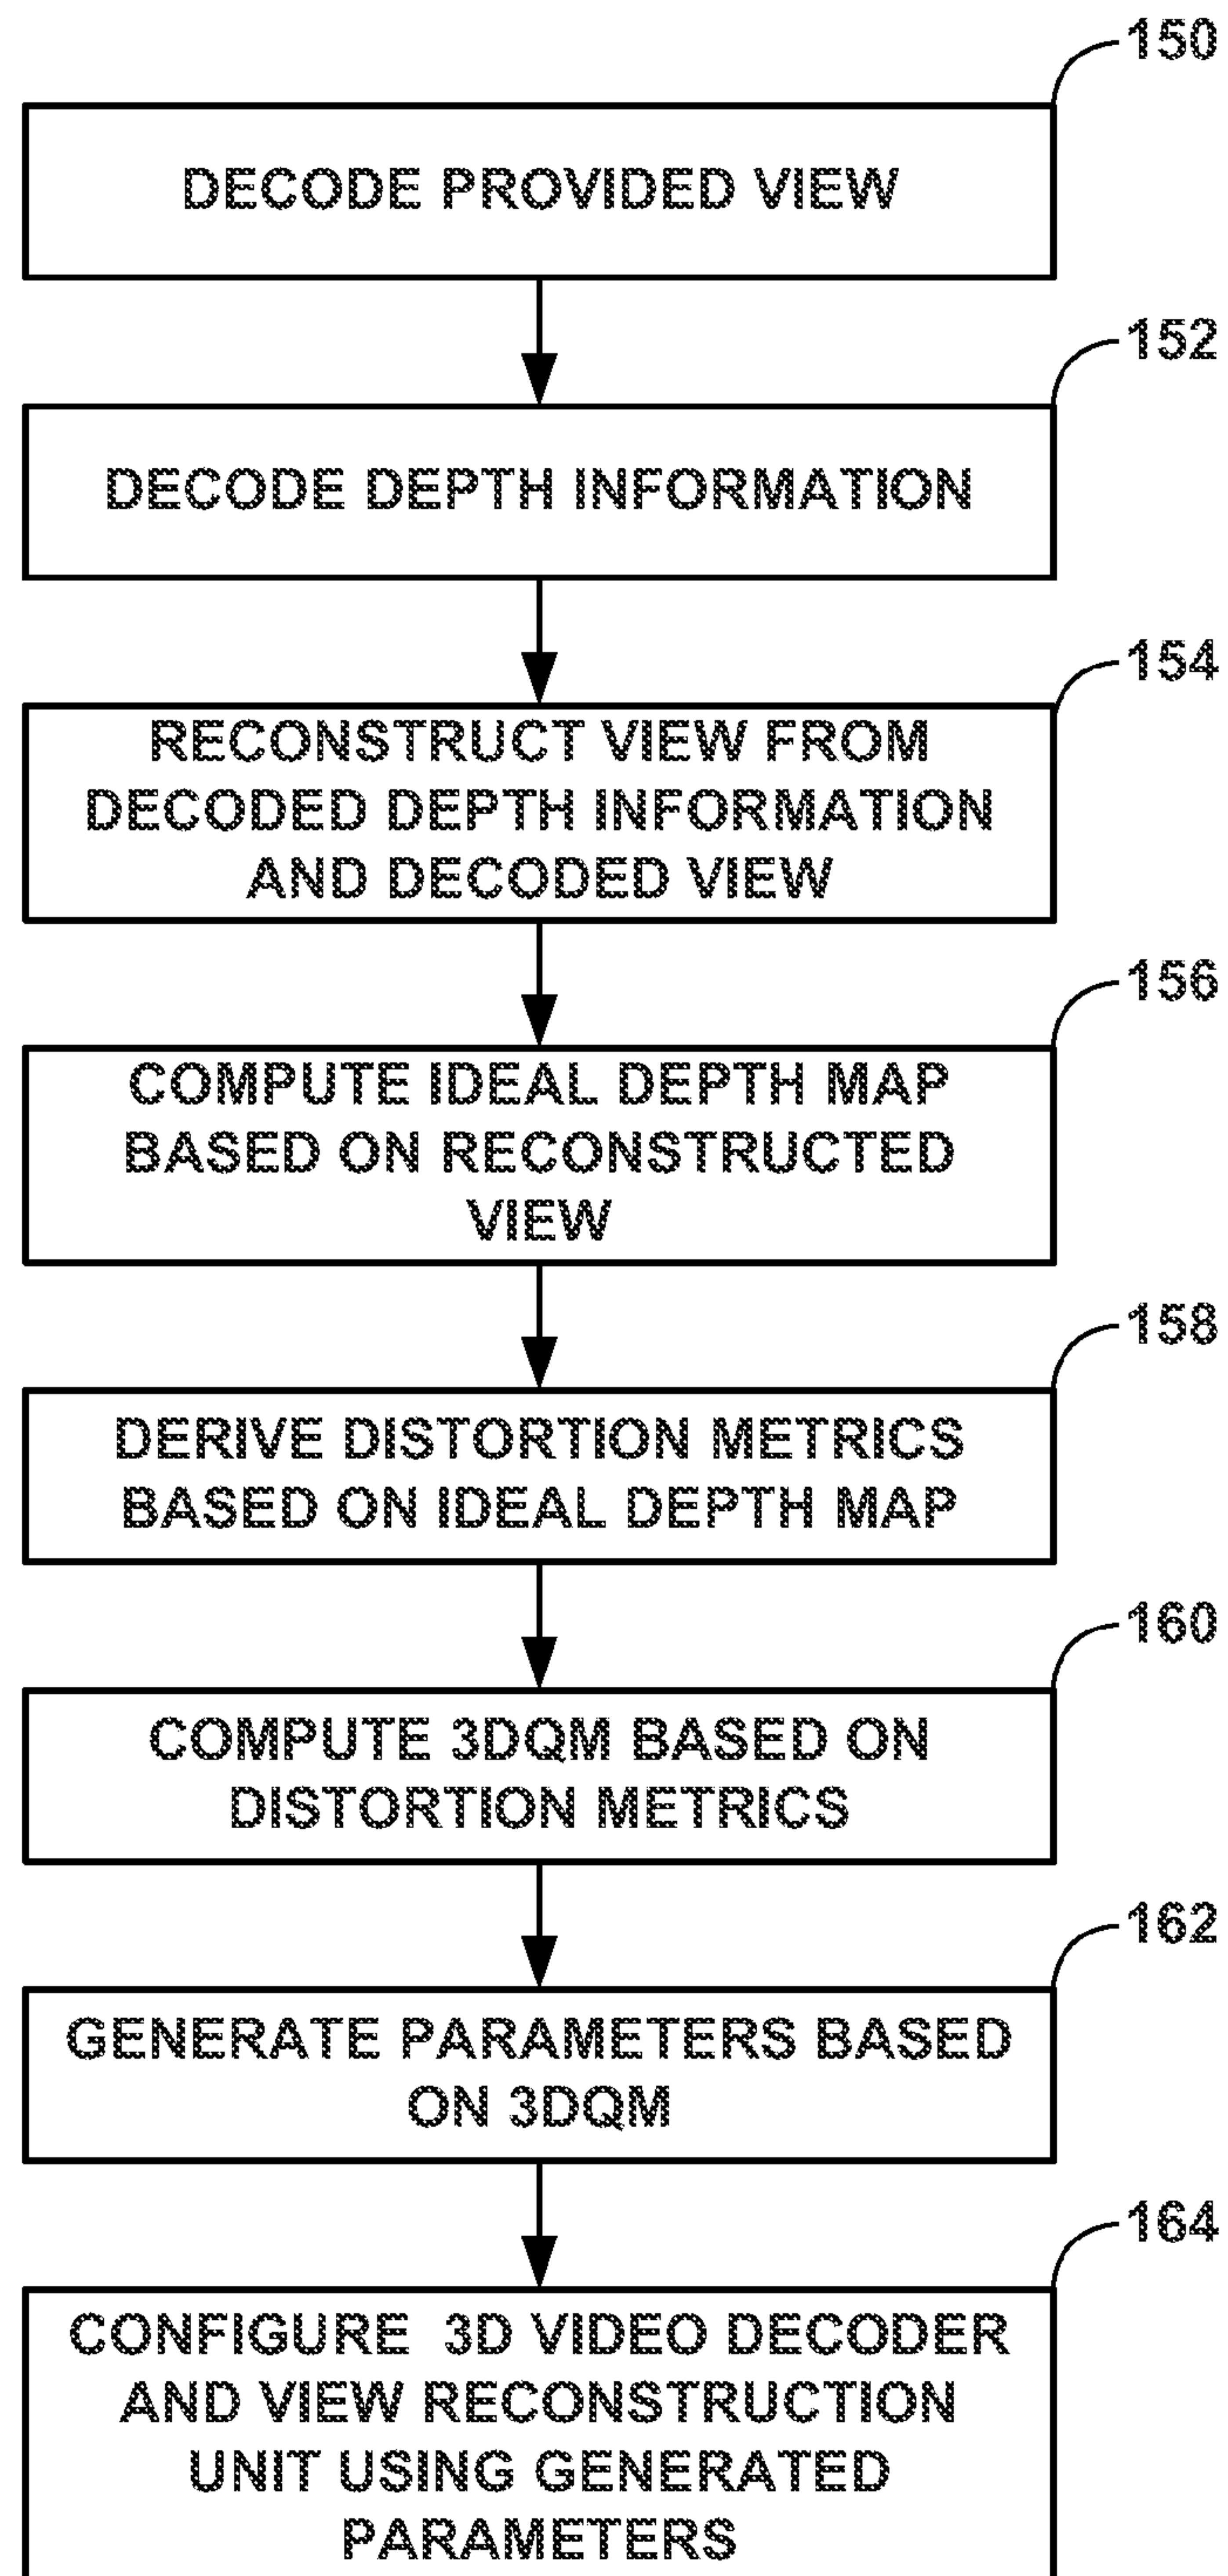 150
DECODE PROVIDED VIEW
152
DECODE DEPTH INFORMATION
154
RECONSTRUCT VIEW FROM
DECODED DEPTH INFORMATION
AND DECODED VIEW
156
COMPUTE IDEAL DEPTH MAP
BASED ON RECONSTRUCTED
VIEW
158
DERIVE DISTORTION METRICS
BASED ON IDEAL DEPTH MAP
160
COMPUTE 3DQM BASED ON
DISTORTION METRICS
162
GENERATE PARAMETERS BASED
ON 3DQM
164
CONFIGURE 3D VIDEO DECODER
AND VIEW RECONSTRUCTION
UNIT USING GENERATED
PARAMETERS